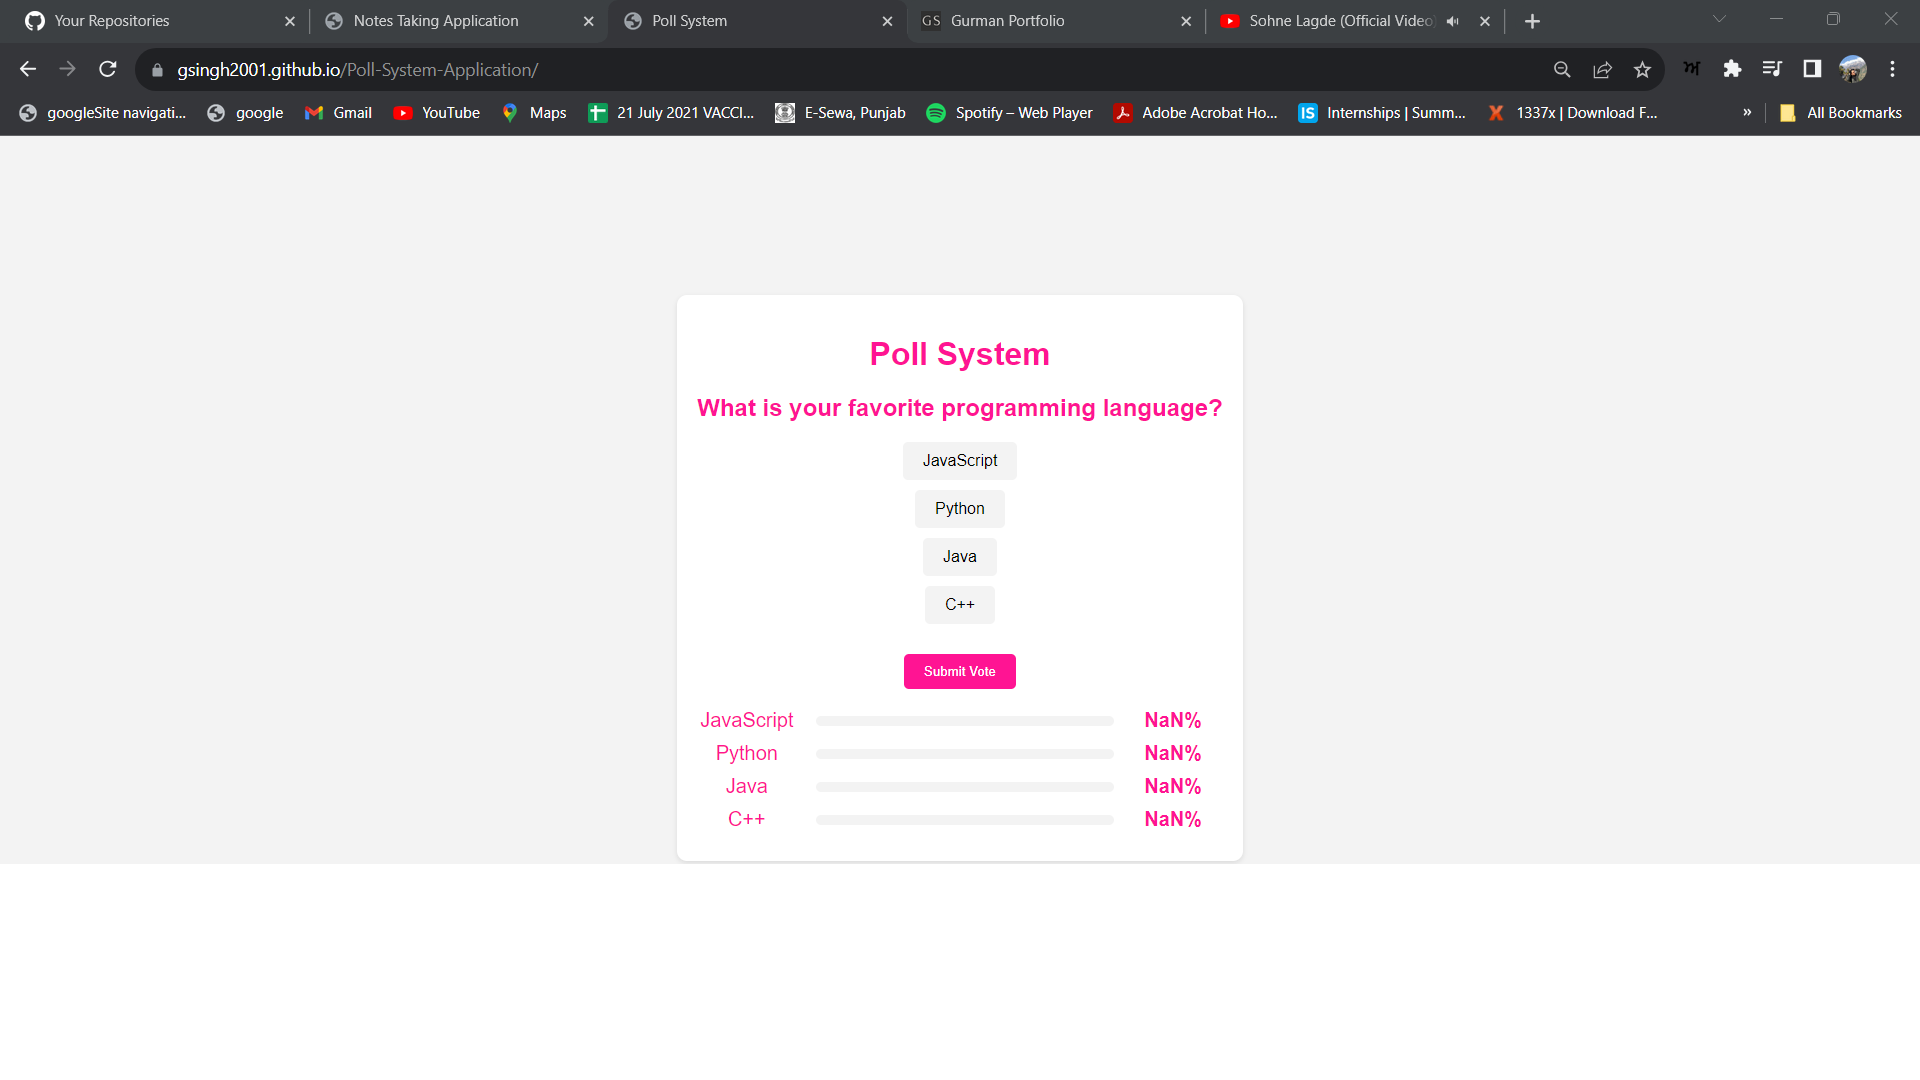 Your Repositories
Notes Taking Application
Poll System
GS Gurman Portfolio
Sohne Lagde (Official Video)
gsingh2001.github.io/Poll-System-Application/
googleSite navigati...
google
Gmail
YouTube
Maps
21 July 2021 VACCI...
E-Sewa, Punjab
Spotify – Web Player
Adobe Acrobat Ho...
IS Internships | Summ...
1337x | Download F...
»
All Bookmarks
Poll System
What is your favorite programming language?
JavaScript
Python
Java
C++
Submit Vote
JavaScript NaN%
Python NaN%
Java NaN%
C++ NaN%